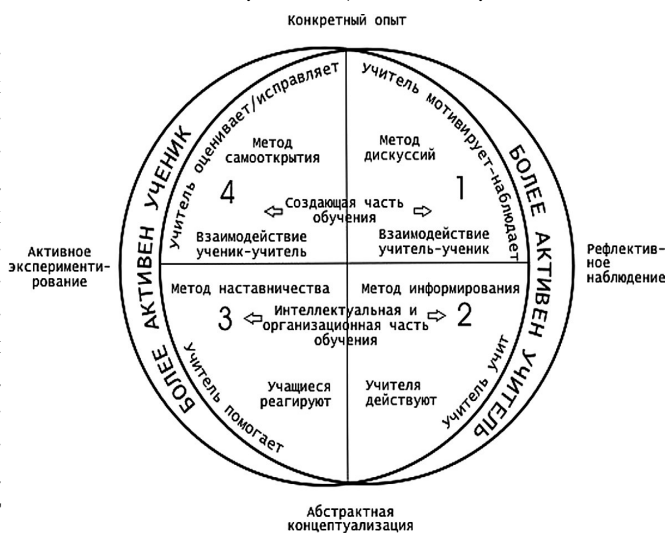 Конкретный опыт
БОЛЕЕ АКТИВЕН УЧЕНИК
Учитель оценивает/исправляет
Учитель мотивирует-наблюдает
БОЛЕЕ АКТИВЕН УЧИТЕЛЬ
Метод
самооткрытия
4
Метод
дискуссий
1
Создающая часть
обучения
Взаимодействие
ученик-учитель
Взаимодействие
учитель-ученик
Активное
эксперименти-
рование
Рефлектив-
ное
наблюдение
Метод наставничества
3
Метод информирования
2
Интеллектуальная и
организационная часть
обучения
Учащиеся
реагируют
Учителя
действуют
Учитель помогает
Учитель учит
Абстрактная
концептуализация